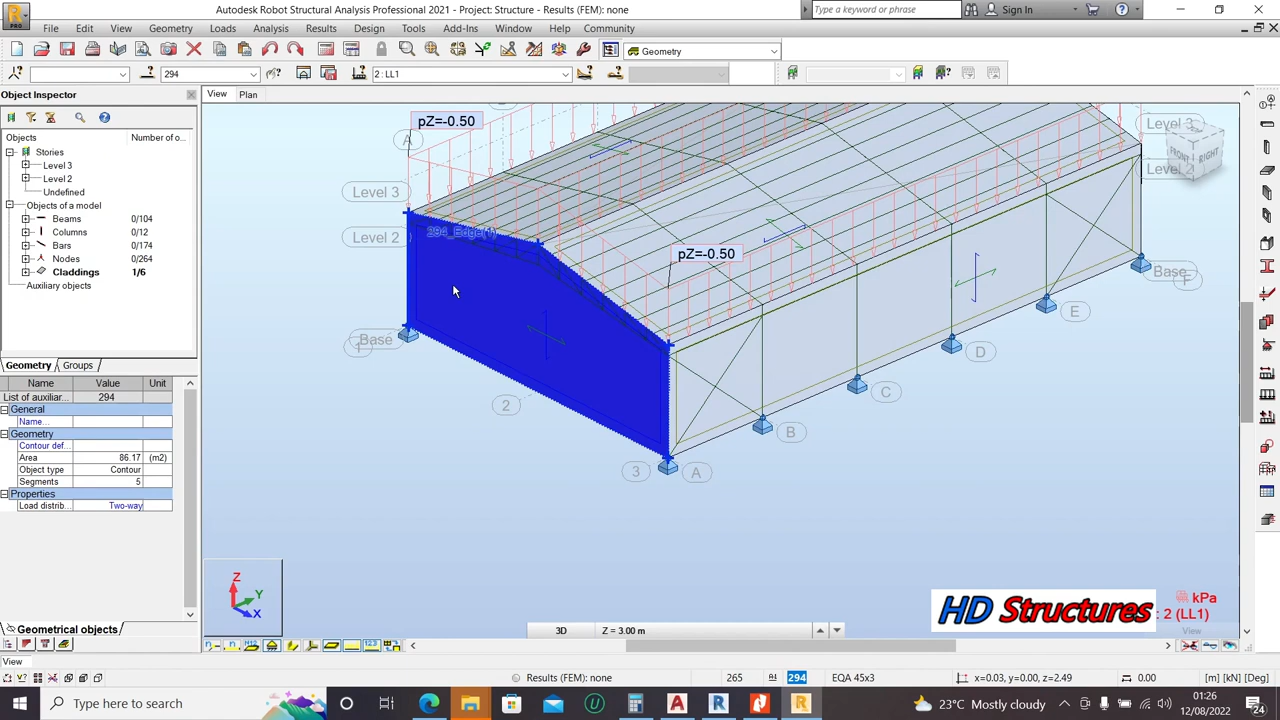 Autodesk Robot Structural Analysis Professional 2021 - Project: Structure - Results (FEM): none
Type a keyword or phrase
Sign In
PRO
File Edit View Geometry Loads Analysis Results Design Tools Add-Ins Window Help Community
Geometry
294
2 : LL1
Object Inspector
View Plan
Objects Number of o...
Stories
Level 3
Level 2
Undefined
Objects of a model
Beams 0/104
Columns 0/12
Bars 0/174
Nodes 0/264
Claddings 1/6
Auxiliary objects
Geometry Groups
Name Value Unit
List of auxiliar... 294
General
Name...
Geometry
Contour def...
Area 86.17 (m2)
Object type Contour
Segments 5
Properties
Load distrib... Two-way
Geometrical objects
pZ=-0.50
A
Level 3
Level 2
294_Edge(1)
pZ=-0.50
Level 3
Level 2
FRONT RIGHT
Base
Base
F
E
D
C
B
A
2
3
Z
Y
X
HD Structures
kPa
: 2 (LL1)
View
3D Z = 3.00 m
View
Results (FEM): none 265 294 EQA 45x3 x=0.03, y=0.00, z=2.49 0.00 [m] [kN] [Deg]
Type here to search
23°C Mostly cloudy
01:26
12/08/2022
24